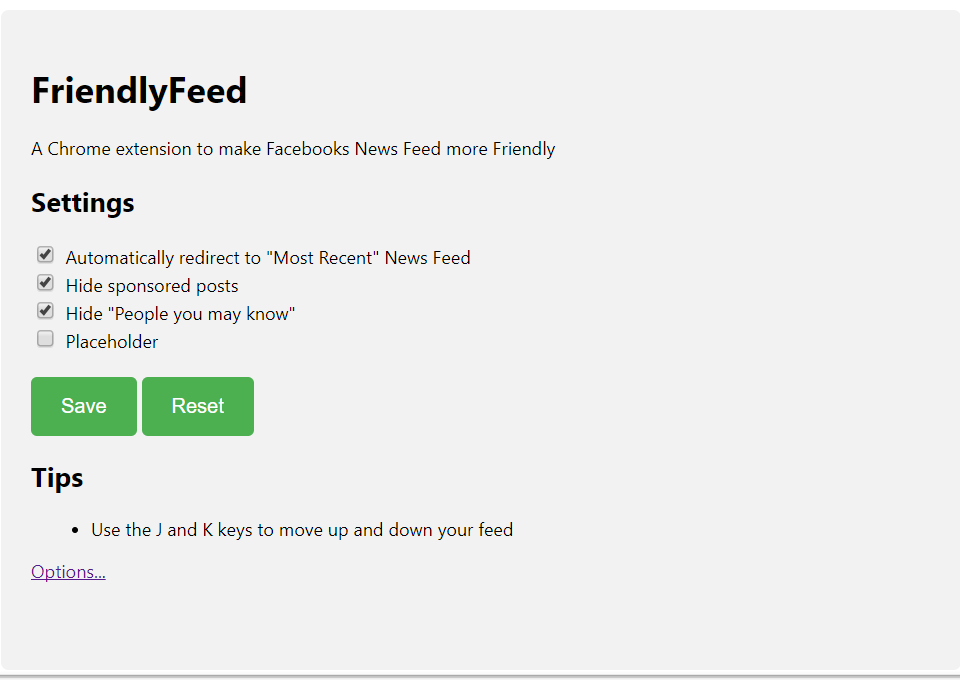 FriendlyFeed
A Chrome extension to make Facebooks News Feed more Friendly
Settings
Automatically redirect to "Most Recent" News Feed
Hide sponsored posts
Hide "People you may know"
Placeholder
Save Reset
Tips
• Use the J and K keys to move up and down your feed
Options...